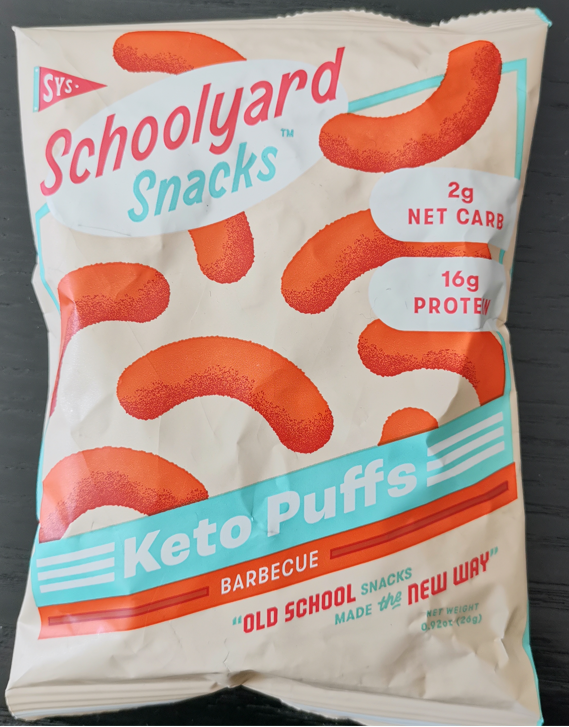 SYS.
Schoolyard
Snacks™
2g
NET CARB
16g
PROTEIN
Keto Puffs
BARBECUE
"OLD SCHOOL SNACKS
MADE the NEW WAY"
NET WEIGHT
0.92oz (26g)